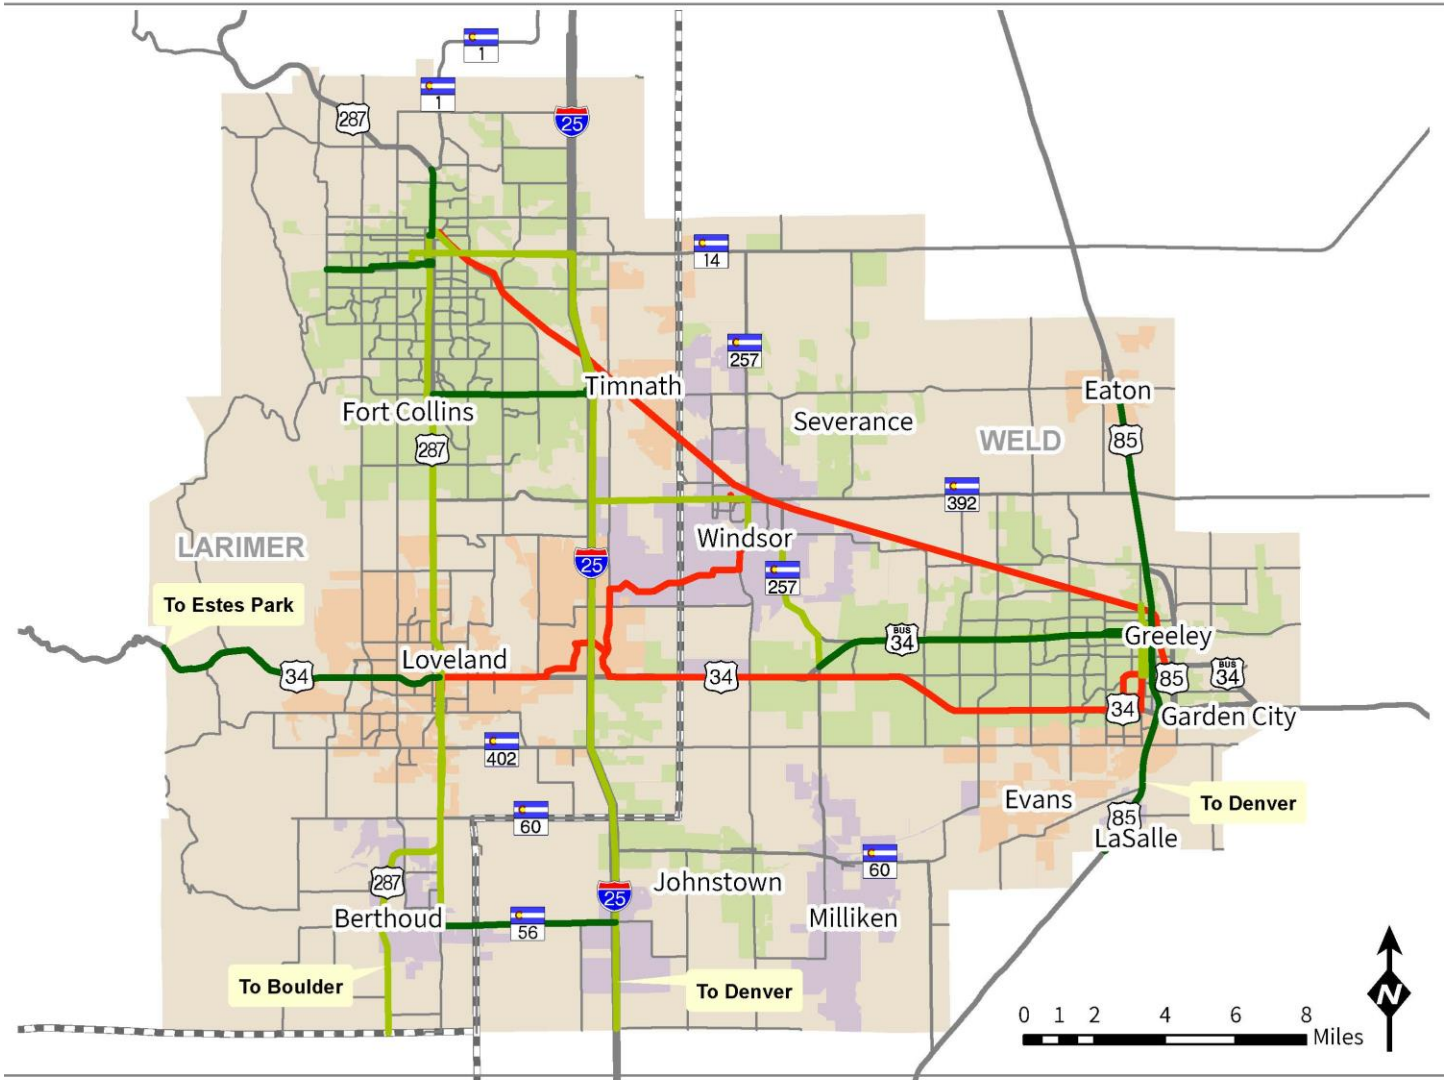 1
1
287
25
14
257
Timnath
Eaton
Fort Collins
Severance
85
WELD
287
392
Windsor
LARIMER
25
257
To Estes Park
Greeley
BUS
34
Loveland
34
34
85
BUS
34
34
Garden City
402
Evans
To Denver
60
85
LaSalle
60
287
Johnstown
25
Berthoud
56
Milliken
To Boulder
To Denver
N
0 1 2 4 6 8
Miles